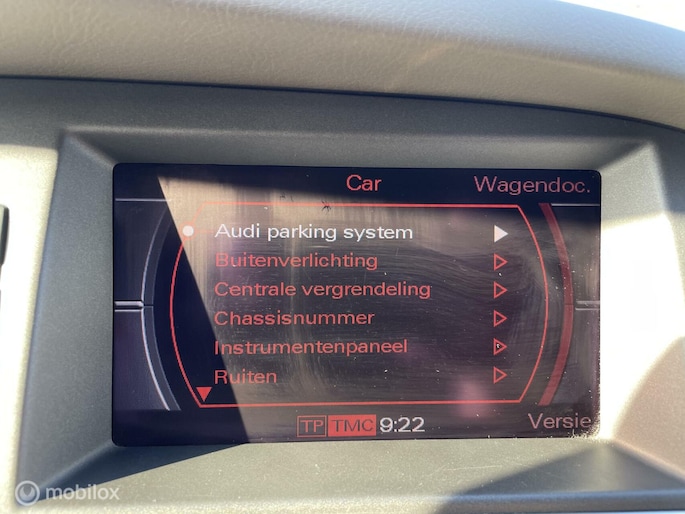 Car
Wagendoc.
Audi parking system
Buitenverlichting
Centrale vergrendeling
Chassisnummer
Instrumentenpaneel
Ruiten
TP TMC 9:22
Versie
mobilox